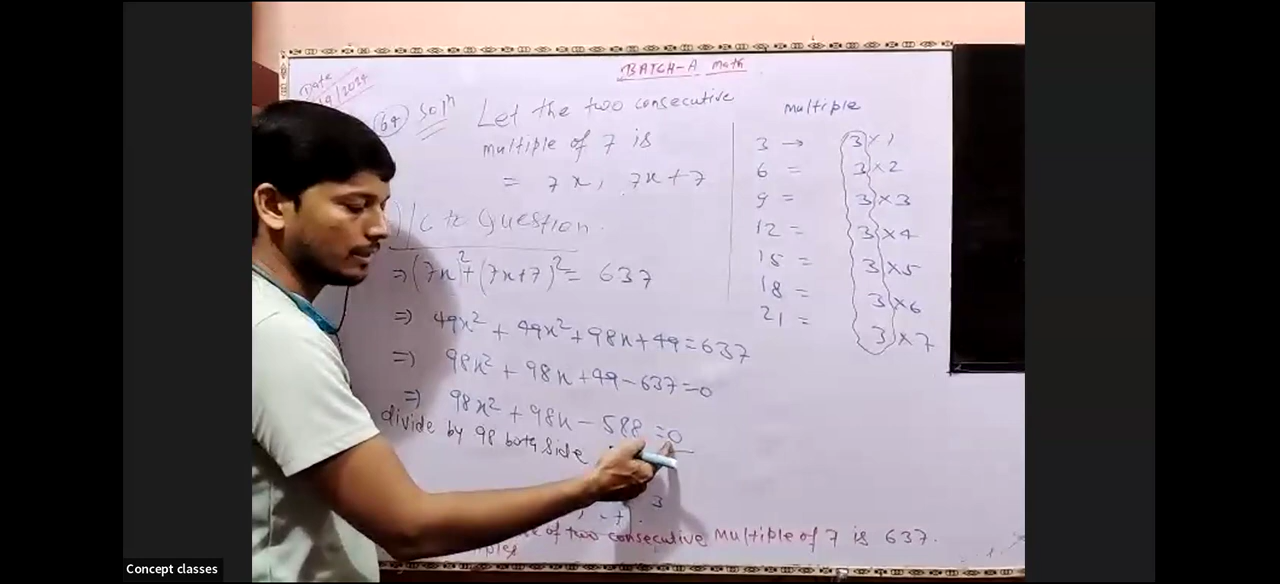 BATCH-A Math
Date
/9/2024
64 Solⁿ Let the two consecutive
multiple of 7 is
= 7x, 7x+7
A/c to Question.
⇒ (7x)²+(7x+7)² = 637
⇒ 49x² + 49x² + 98x + 49 = 637
⇒ 98x² + 98x + 49 - 637 = 0
⇒ 98x² + 98x - 588 = 0
divide by 98 both side
3
of two consecutive multiple of 7 is 637.
multiple
3 → 3 × 1
6 = 3 × 2
9 = 3 × 3
12 = 3 × 4
15 = 3 × 5
18 = 3 × 6
21 = 3 × 7
Concept classes